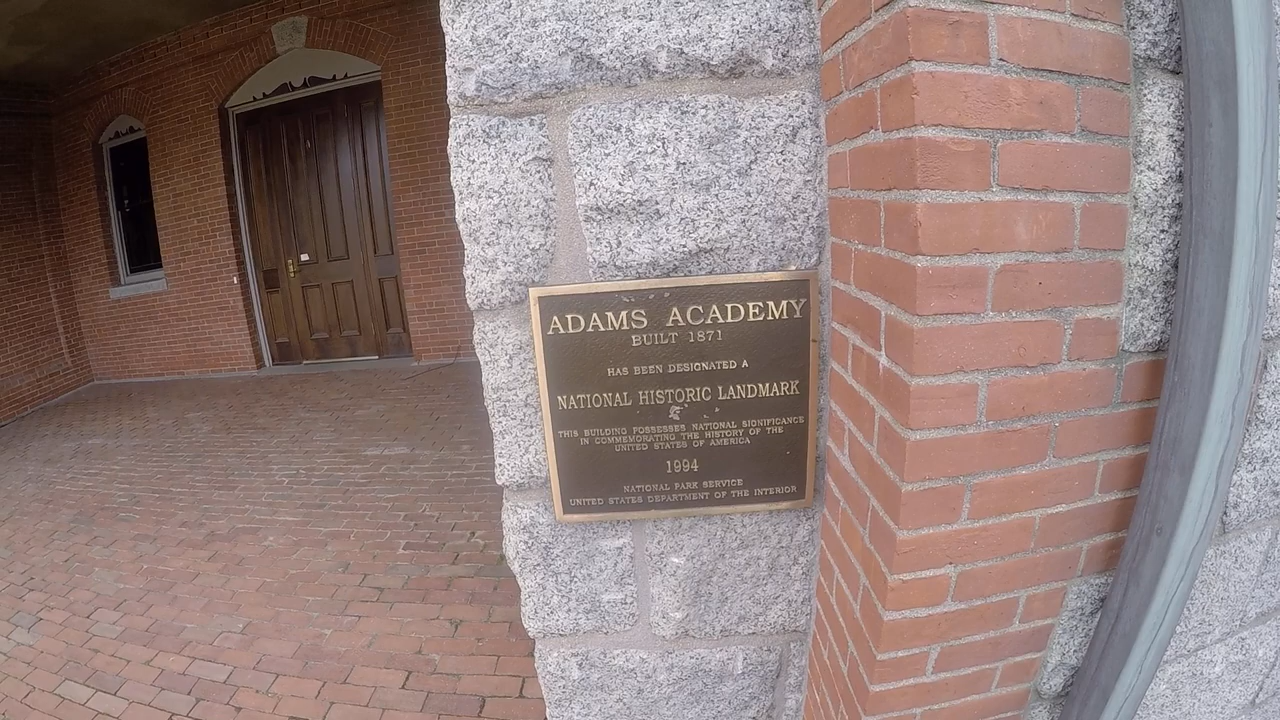 ADAMS ACADEMY
BUILT 1871
HAS BEEN DESIGNATED A
NATIONAL HISTORIC LANDMARK
THIS BUILDING POSSESSES NATIONAL SIGNIFICANCE
IN COMMEMORATING THE HISTORY OF THE
UNITED STATES OF AMERICA
1994
NATIONAL PARK SERVICE
UNITED STATES DEPARTMENT OF THE INTERIOR